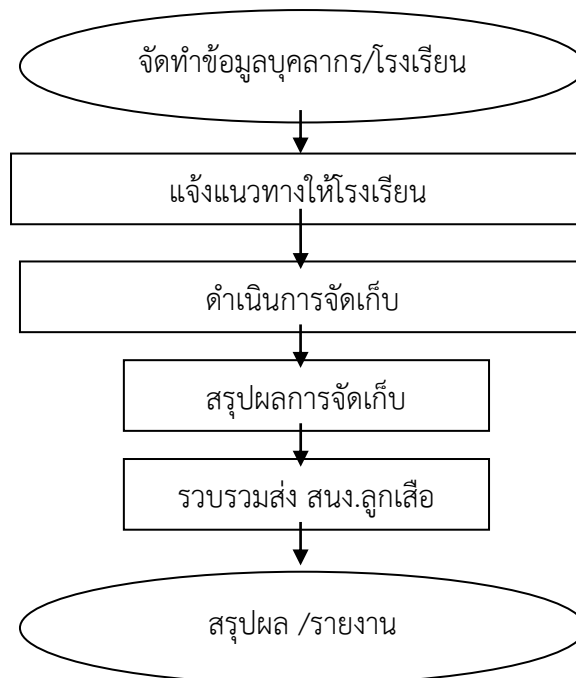 จัดทำข้อมูลบุคลากร/โรงเรียน
แจ้งแนวทางให้โรงเรียน
ดำเนินการจัดเก็บ
สรุปผลการจัดเก็บ
รวบรวมส่ง สนง.ลูกเสือ
สรุปผล /รายงาน